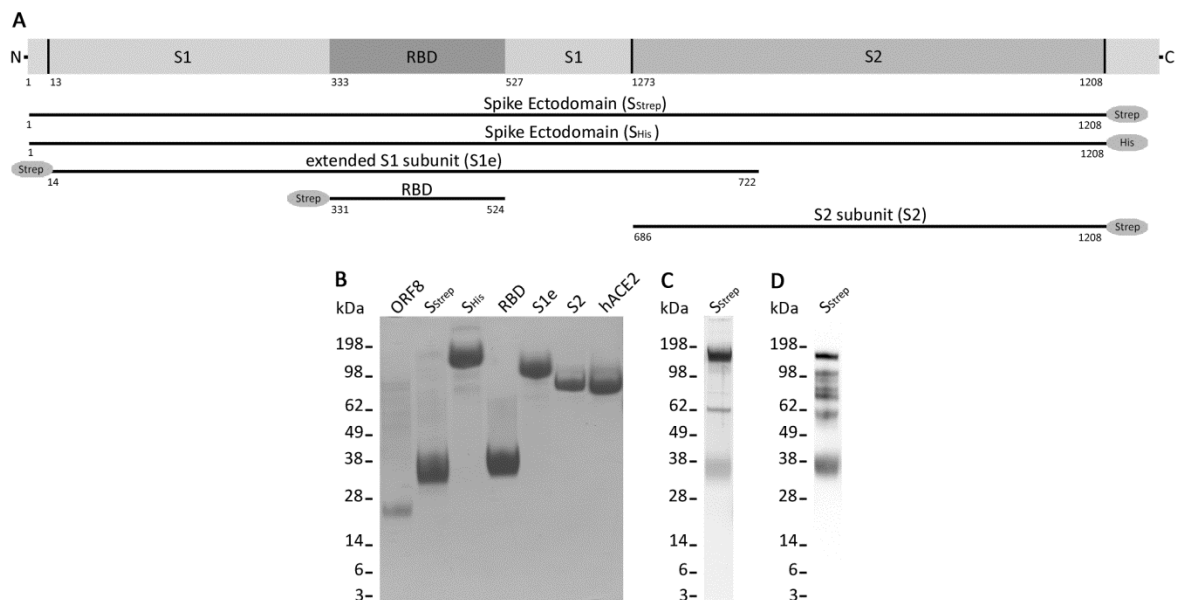 A
N
S1
RBD
S1
S2
C
1
13
333
527
1273
1208
Spike Ectodomain (SStrep)
1
1208
Strep
Spike Ectodomain (SHis)
1
1208
His
extended S1 subunit (S1e)
Strep
14
722
RBD
Strep
331
524
S2 subunit (S2)
686
1208
Strep
B
kDa
ORF8
SStrep
SHis
RBD
S1e
S2
hACE2
198
98
62
49
38
28
14
6
3
C
kDa
SStrep
198
98
62
49
38
28
14
6
3
D
kDa
SStrep
198
98
62
49
38
28
14
6
3